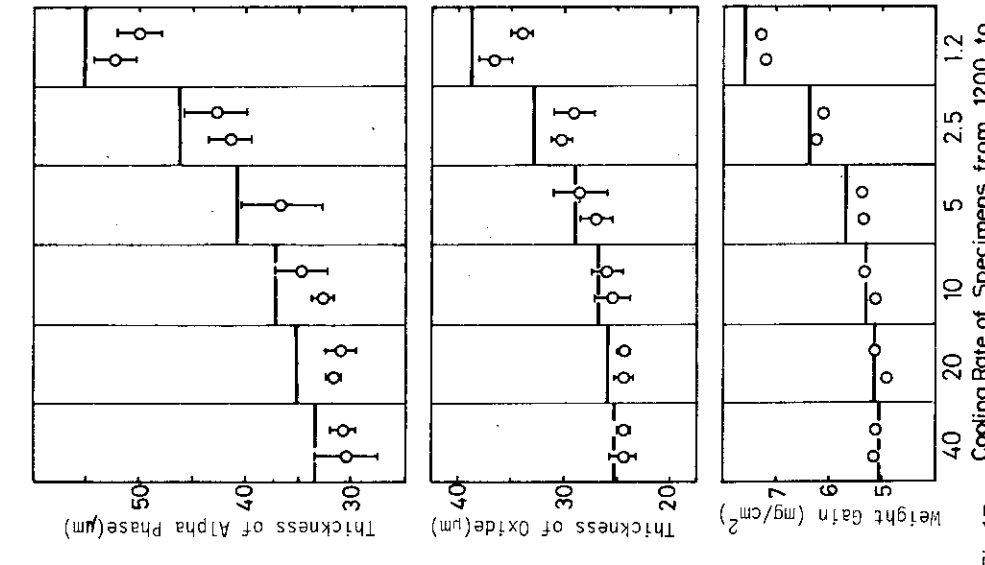 Thickness of Alpha Phase(μm)
50
40
30
Thickness of Oxide(μm)
40
30
20
Weight Gain (mg/cm²)
7
6
5
40 20 10 5 2.5 1.2
Cooling Rate of Specimens from 1200 to